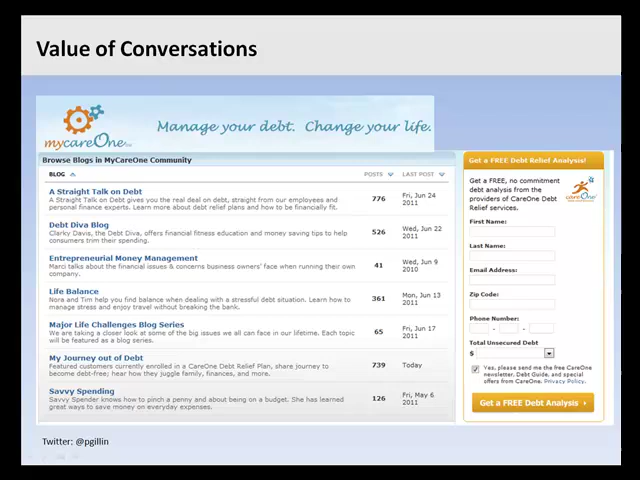 Value of Conversations
mycareOne
Manage your debt. Change your life.
Browse Blogs in MyCareOne Community
BLOG POSTS LAST POST
A Straight Talk on Debt
A Straight Talk on Debt gives you the real deal on debt, straight from our employees and
personal finance experts. Learn more about debt relief plans and how to be financially fit.
776
Fri, Jun 24
2011
Debt Diva Blog
Clarky Davis, the Debt Diva, offers financial fitness education and money saving tips to help
consumers trim their spending.
526
Wed, Jun 22
2011
Entrepreneurial Money Management
Marci talks about the financial issues & concerns business owners' face when running their own
company.
41
Wed, Jun 9
2010
Life Balance
Nora and Tim help you find balance when dealing with a stressful debt situation. Learn how to
manage stress and enjoy travel without breaking the bank.
361
Mon, Jun 13
2011
Major Life Challenges Blog Series
We are taking a closer look at some of the big issues we all can face in our lifetime. Each topic
will be featured as a blog series.
65
Fri, Jun 17
2011
My Journey out of Debt
Featured customers currently enrolled in a CareOne Debt Relief Plan, share journey to
become debt-free; hear how they juggle family, finances, and more.
739
Today
Savvy Spending
Savvy Spender knows how to pinch a penny and about being on a budget. She has learned
great ways to save money on everyday expenses.
126
Fri, May 6
2011
Get a FREE Debt Relief Analysis!
Get a FREE, no commitment
debt analysis from the
providers of CareOne Debt
Relief services.
careOne
First Name:
Last Name:
Email Address:
Zip Code:
Phone Number:
- -
Total Unsecured Debt
$
Yes, please send me the free CareOne
newsletter, Debt Guide, and special
offers from CareOne. Privacy Policy.
Get a FREE Debt Analysis ›
Twitter: @pgillin